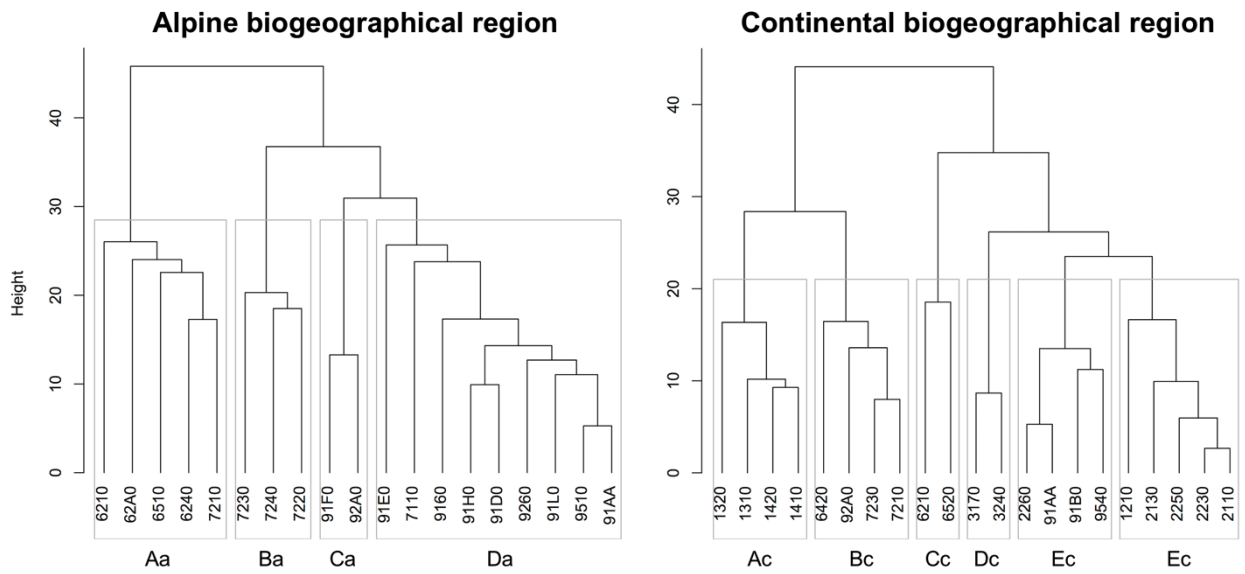 Alpine biogeographical region
Continental biogeographical region
Height
0 10 20 30 40
6210 62A0 6510 6240 7210 7230 7240 7220 91F0 92A0 91E0 7110 9160 91H0 91D0 9260 91L0 9510 91AA
Aa Ba Ca Da
0 10 20 30 40
1320 1310 1420 1410 6420 92A0 7230 7210 6210 6520 3170 3240 2260 91AA 91B0 9540 1210 2130 2250 2230 2110
Ac Bc Cc Dc Ec Ec